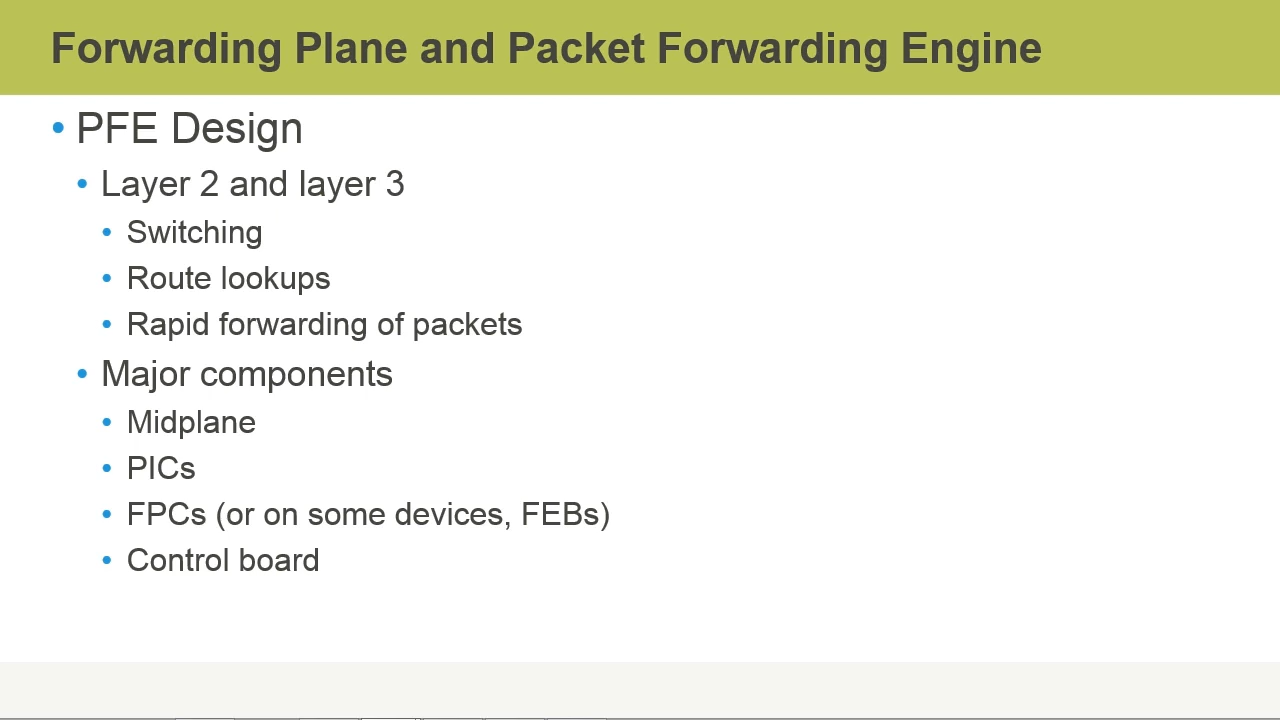 Forwarding Plane and Packet Forwarding Engine
• PFE Design
• Layer 2 and layer 3
• Switching
• Route lookups
• Rapid forwarding of packets
• Major components
• Midplane
• PICs
• FPCs (or on some devices, FEBs)
• Control board